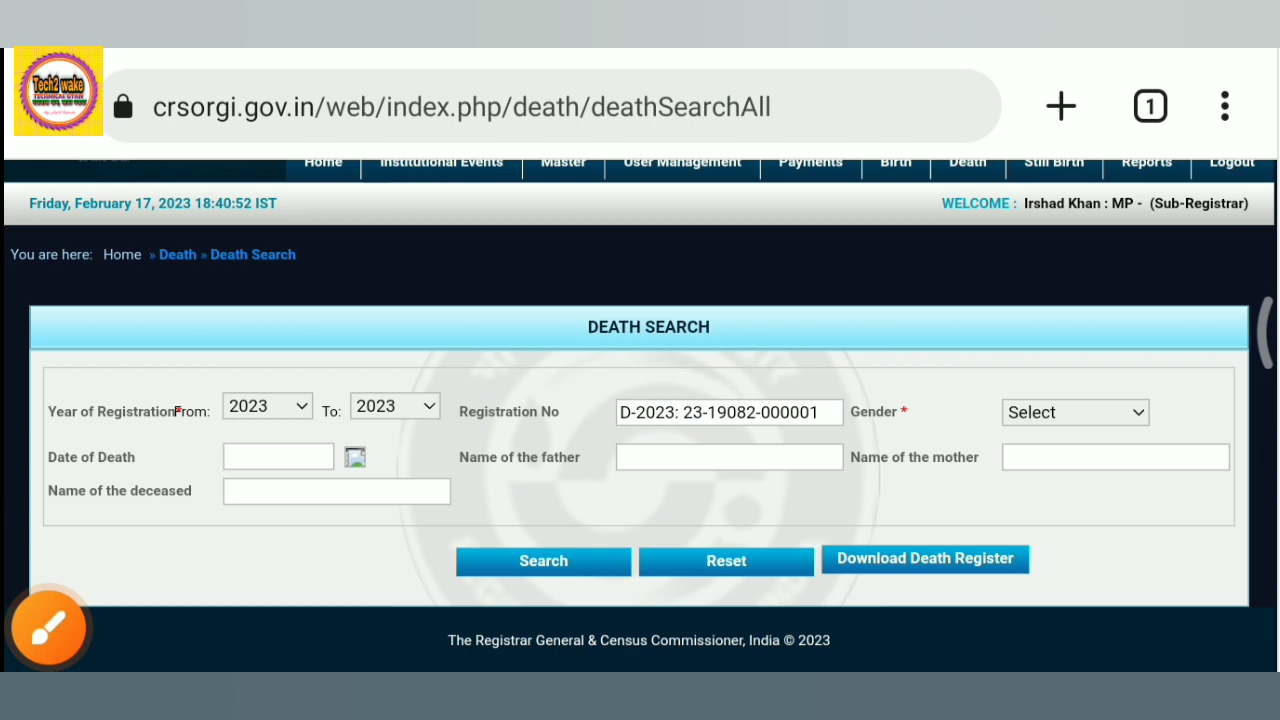 Tech2 wake
crsorgi.gov.in/web/index.php/death/deathSearchAll
1
Home Institutional Events Master User Management Payments Birth Death Still Birth Reports Logout
Friday, February 17, 2023 18:40:52 IST WELCOME : Irshad Khan : MP - (Sub-Registrar)
You are here: Home » Death » Death Search
DEATH SEARCH
Year of Registration* From: 2023 To: 2023 Registration No D-2023: 23-19082-000001 Gender * Select
Date of Death Name of the father Name of the mother
Name of the deceased
Search Reset Download Death Register
The Registrar General & Census Commissioner, India © 2023